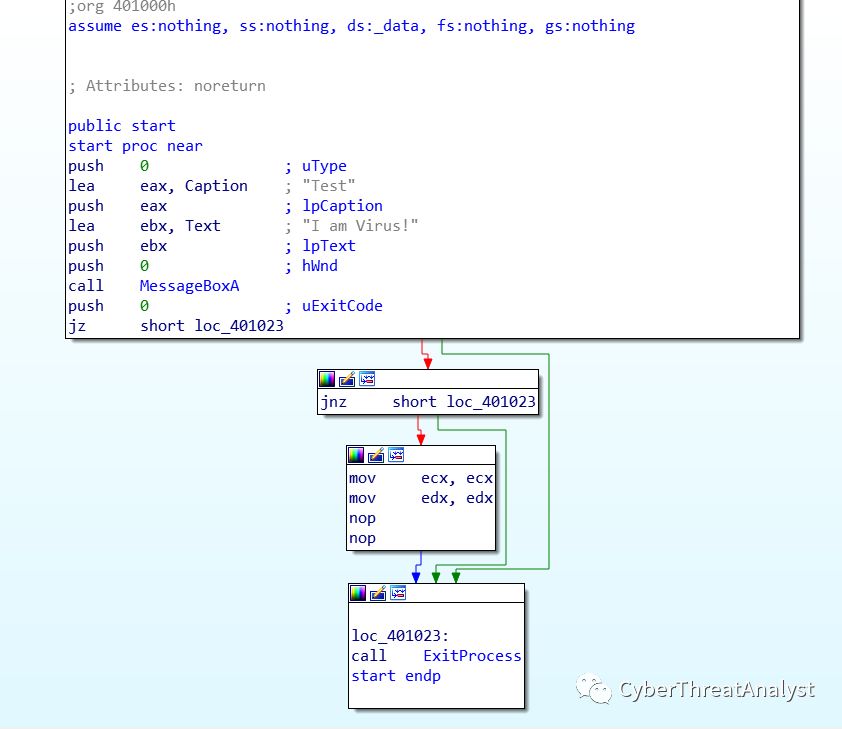 ;org 401000h
assume es:nothing, ss:nothing, ds:_data, fs:nothing, gs:nothing
; Attributes: noreturn
public start
start proc near
push 0 ; uType
lea eax, Caption ; "Test"
push eax ; lpCaption
lea ebx, Text ; "I am Virus!"
push ebx ; lpText
push 0 ; hWnd
call MessageBoxA
push 0 ; uExitCode
jz short loc_401023
jnz short loc_401023
mov ecx, ecx
mov edx, edx
nop
nop
loc_401023:
call ExitProcess
start endp
CyberThreatAnalyst